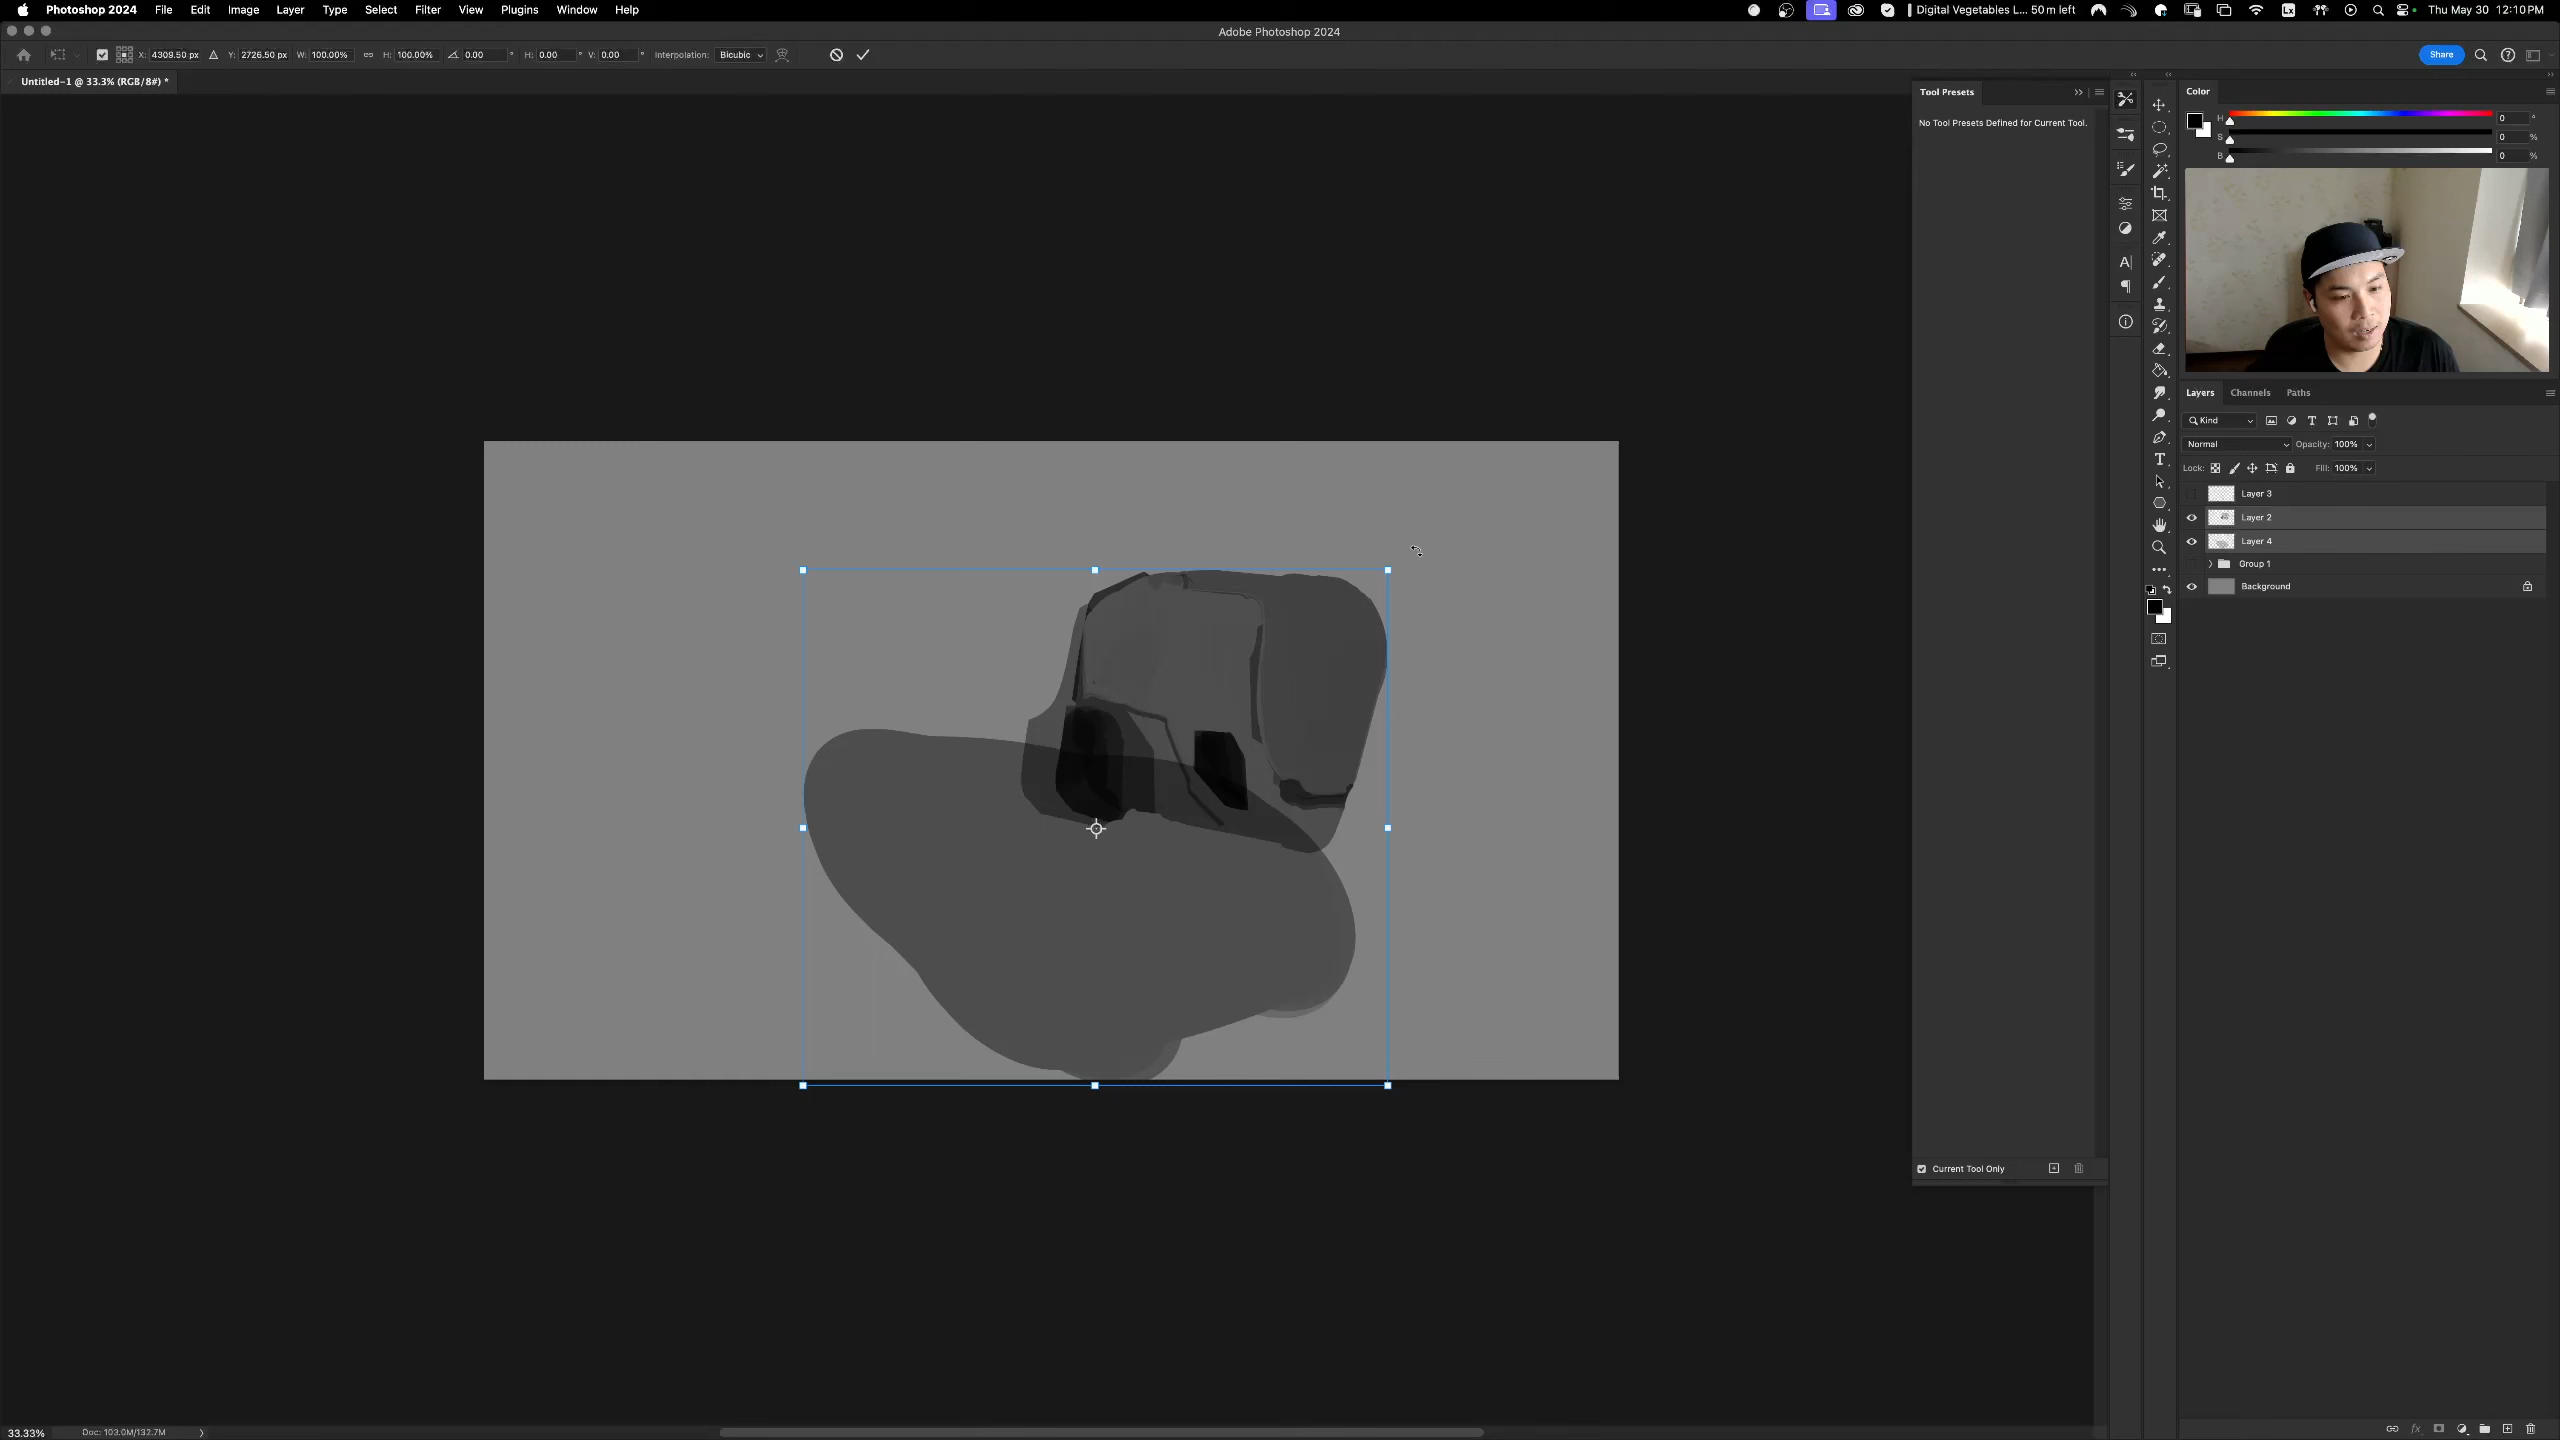 Photoshop 2024 File Edit Image Layer Type Select Filter View Plugins Window Help Digital Vegetables L... 50 m left Thu May 30 12:10 PM
Adobe Photoshop 2024
X: 4309.50 px Y: 2726.50 px W: 100.00% H: 100.00% 0.00 ° H: 0.00 ° V: 0.00 ° Interpolation: Bicubic Share
Untitled-1 @ 33.3% (RGB/8#) *
Tool Presets
No Tool Presets Defined for Current Tool.
Current Tool Only
Color
H 0 °
S 0 %
B 0 %
Layers Channels Paths
Kind
Normal Opacity: 100%
Lock: Fill: 100%
Layer 3
Layer 2
Layer 4
Group 1
Background
33.33% Doc: 103.0M/132.7M